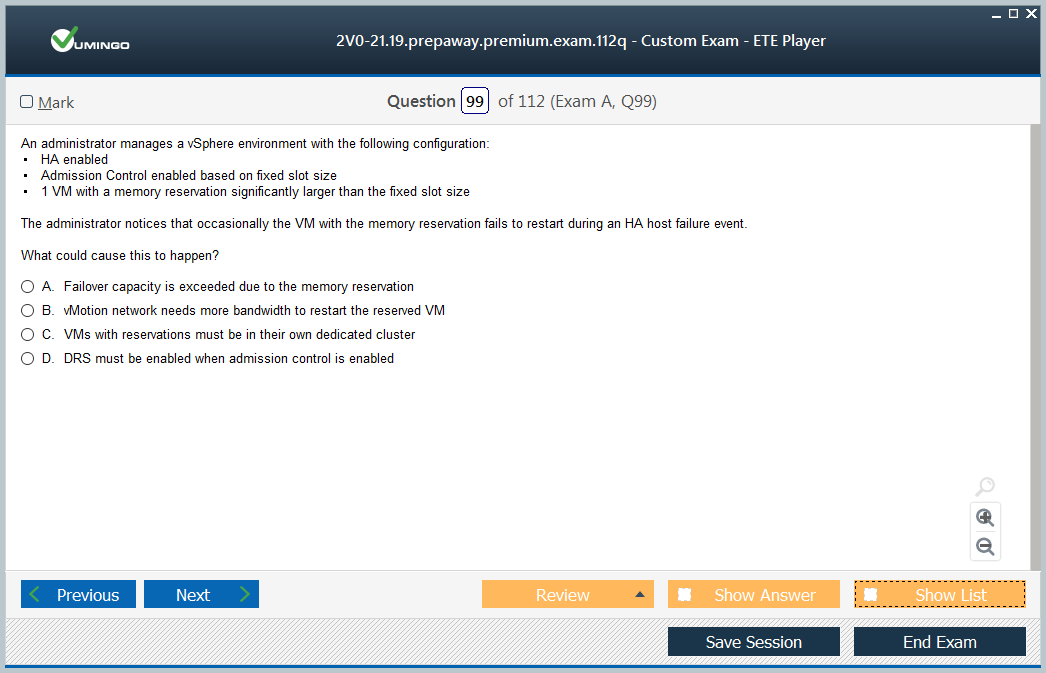 VUMINGO
2V0-21.19.prepaway.premium.exam.112q - Custom Exam - ETE Player
Mark
Question 99 of 112 (Exam A, Q99)
An administrator manages a vSphere environment with the following configuration:
• HA enabled
• Admission Control enabled based on fixed slot size
• 1 VM with a memory reservation significantly larger than the fixed slot size
The administrator notices that occasionally the VM with the memory reservation fails to restart during an HA host failure event.
What could cause this to happen?
A. Failover capacity is exceeded due to the memory reservation
B. vMotion network needs more bandwidth to restart the reserved VM
C. VMs with reservations must be in their own dedicated cluster
D. DRS must be enabled when admission control is enabled
Previous
Next
Review
Show Answer
Show List
Save Session
End Exam